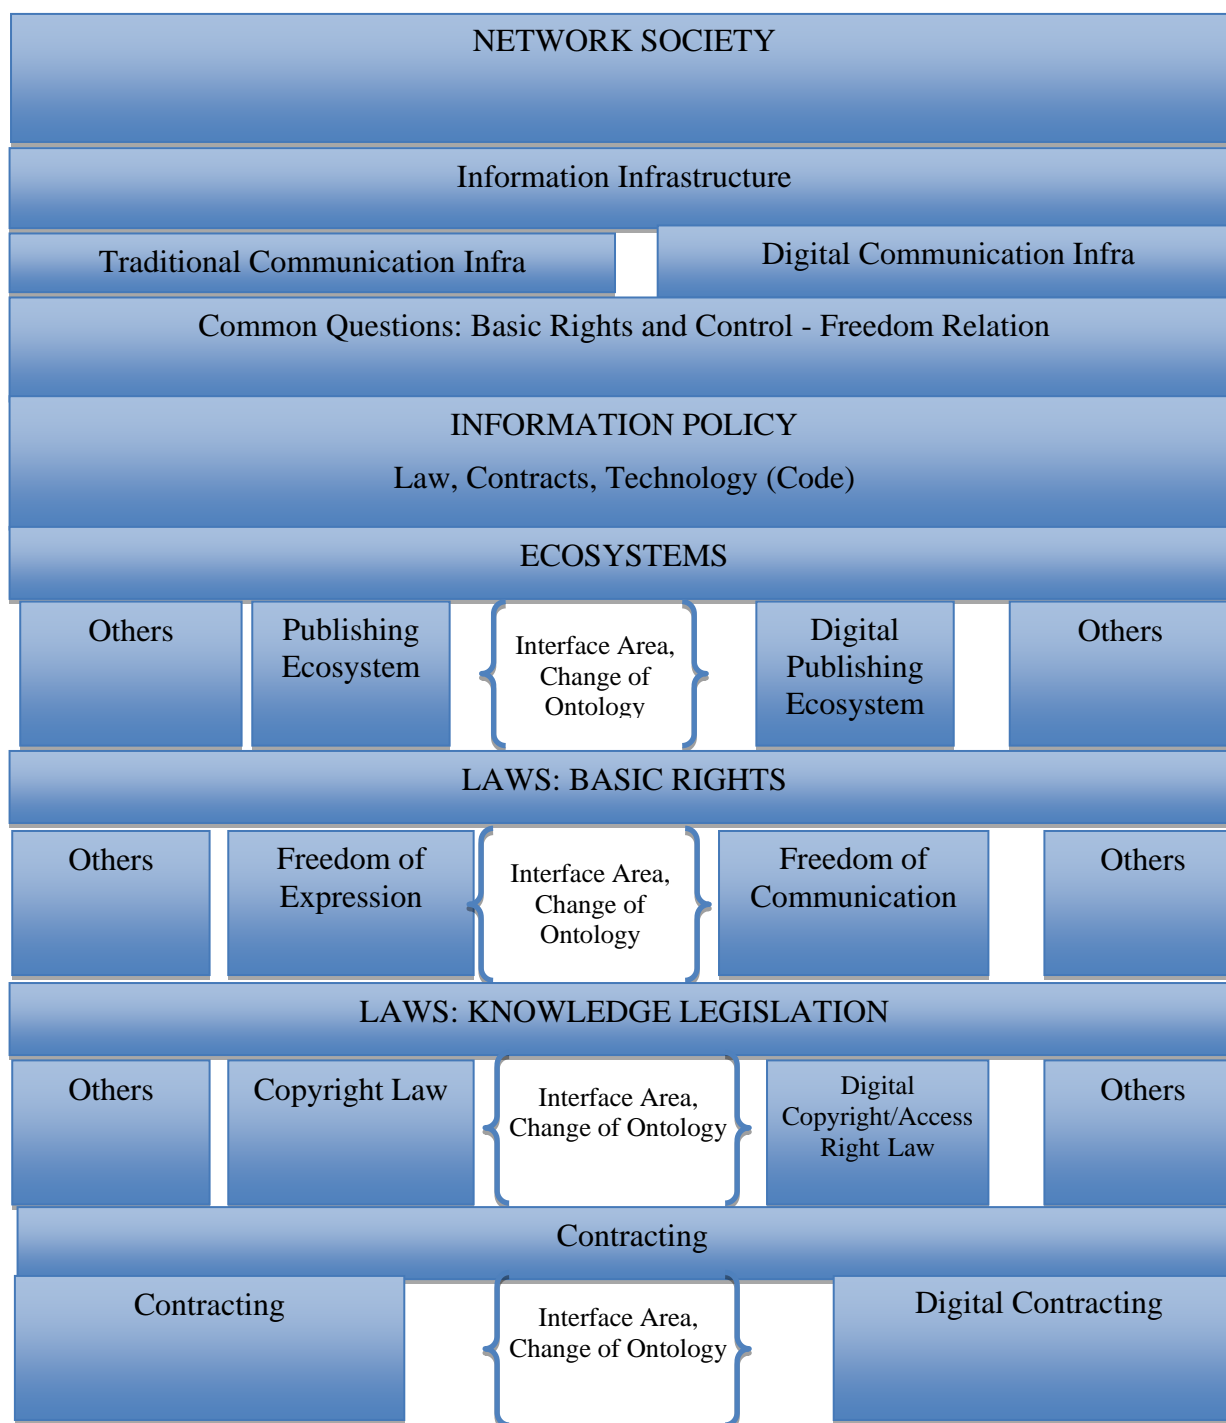 NETWORK SOCIETY
Information Infrastructure
Traditional Communication Infra
Digital Communication Infra
Common Questions: Basic Rights and Control - Freedom Relation
INFORMATION POLICY
Law, Contracts, Technology (Code)
ECOSYSTEMS
Others
Publishing
Ecosystem
Interface Area,
Change of
Ontology
Digital
Publishing
Ecosystem
Others
LAWS: BASIC RIGHTS
Others
Freedom of
Expression
Interface Area,
Change of
Ontology
Freedom of
Communication
Others
LAWS: KNOWLEDGE LEGISLATION
Others
Copyright Law
Interface Area,
Change of Ontology
Digital
Copyright/Access
Right Law
Others
Contracting
Contracting
Interface Area,
Change of Ontology
Digital Contracting